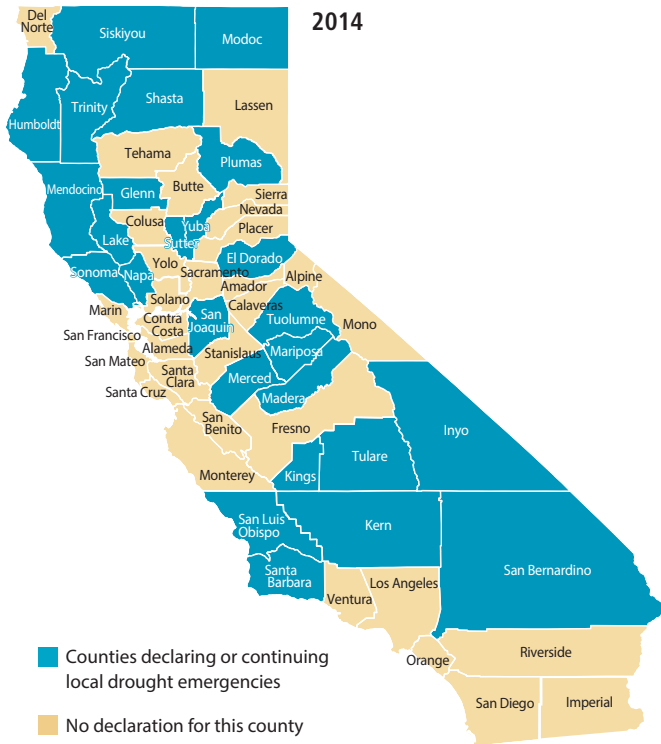 2014
Del
Norte
Siskiyou
Modoc
Humboldt
Trinity
Shasta
Lassen
Tehama
Plumas
Mendocino
Glenn
Butte
Sierra
Nevada
Colusa
Yuba
Placer
Lake
Sutter
Sonoma
Napa
Yolo
Sacramento
El Dorado
Alpine
Amador
Solano
Calaveras
Marin
Contra
Costa
San
Joaquin
Tuolumne
Mono
San Francisco
Alameda
Stanislaus
Mariposa
San Mateo
Santa
Clara
Merced
Santa Cruz
Madera
San
Benito
Fresno
Inyo
Monterey
Kings
Tulare
San Luis
Obispo
Kern
Santa
Barbara
San Bernardino
Ventura
Los Angeles
Orange
Riverside
San Diego
Imperial
Counties declaring or continuing
local drought emergencies
No declaration for this county